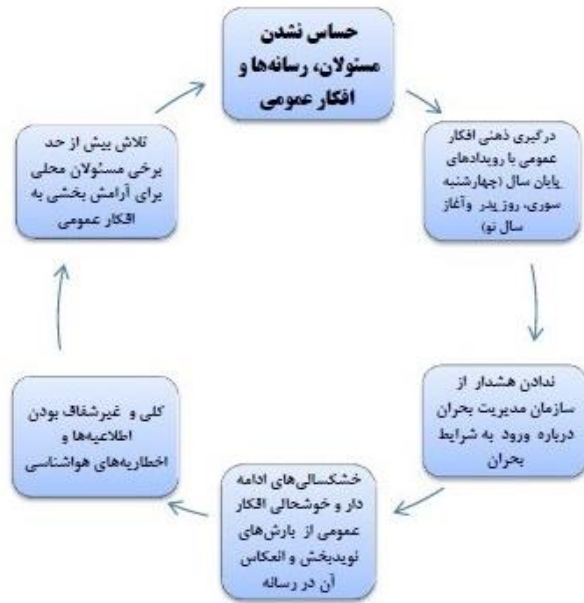 حساس نشدن
مسئولان، رسانه‌ها و
افکار عمومی
درگیری ذهنی افکار
عمومی با رویدادهای
پایان سال (چهارشنبه
سوری، روز پدر وآغاز
سال نو)
ندادن هشدار از
سازمان مدیریت بحران
درباره ورود به شرایط
بحران
خشکسالی‌های ادامه
دار و خوشحالی افکار
عمومی از بارش‌های
نویدبخش و انعکاس
آن در رسانه
کلی و غیرشفاف بودن
اطلاعیه‌ها و
اخطاریه‌های هواشناسی
تلاش بیش از حد
برخی مسئولان محلی
برای آرامش بخشی به
افکار عمومی